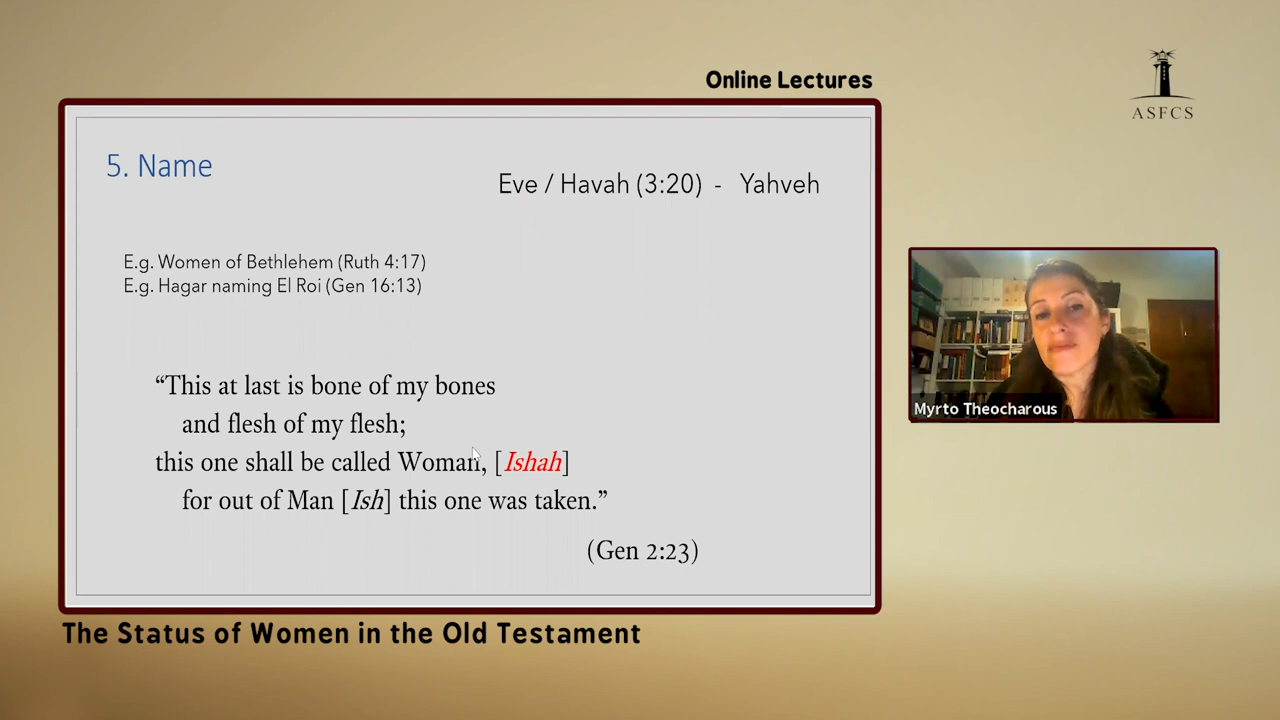 Online Lectures
ASFCS
5. Name
Eve / Havah (3:20) - Yahveh
E.g. Women of Bethlehem (Ruth 4:17)
E.g. Hagar naming El Roi (Gen 16:13)
“This at last is bone of my bones
and flesh of my flesh;
this one shall be called Woman, [Ishah]
for out of Man [Ish] this one was taken.”
(Gen 2:23)
Myrto Theocharous
The Status of Women in the Old Testament